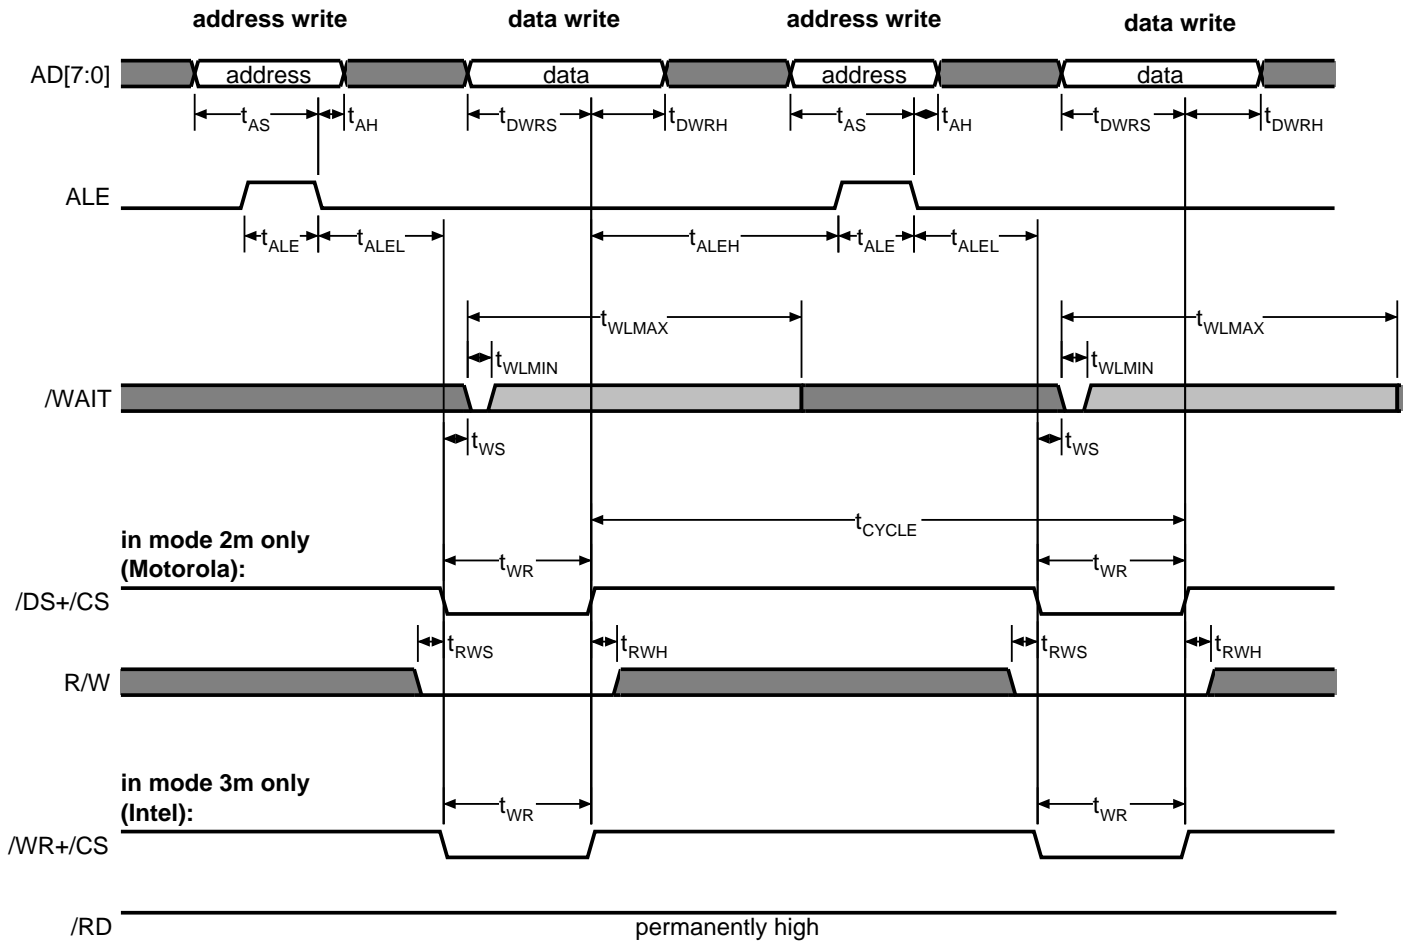 address write data write address write data write
AD[7:0] address data address data
tAS tAH tDWRS tDWRH tAS tAH tDWRS tDWRH
ALE
tALE tALEL tALEH tALE tALEL
tWLMAX tWLMAX
tWLMIN tWLMIN
/WAIT
tWS tWS
tCYCLE
in mode 2m only
(Motorola):
tWR tWR
/DS+/CS
tRWS tRWH tRWS tRWH
R/W
in mode 3m only
(Intel):
tWR tWR
/WR+/CS
/RD permanently high